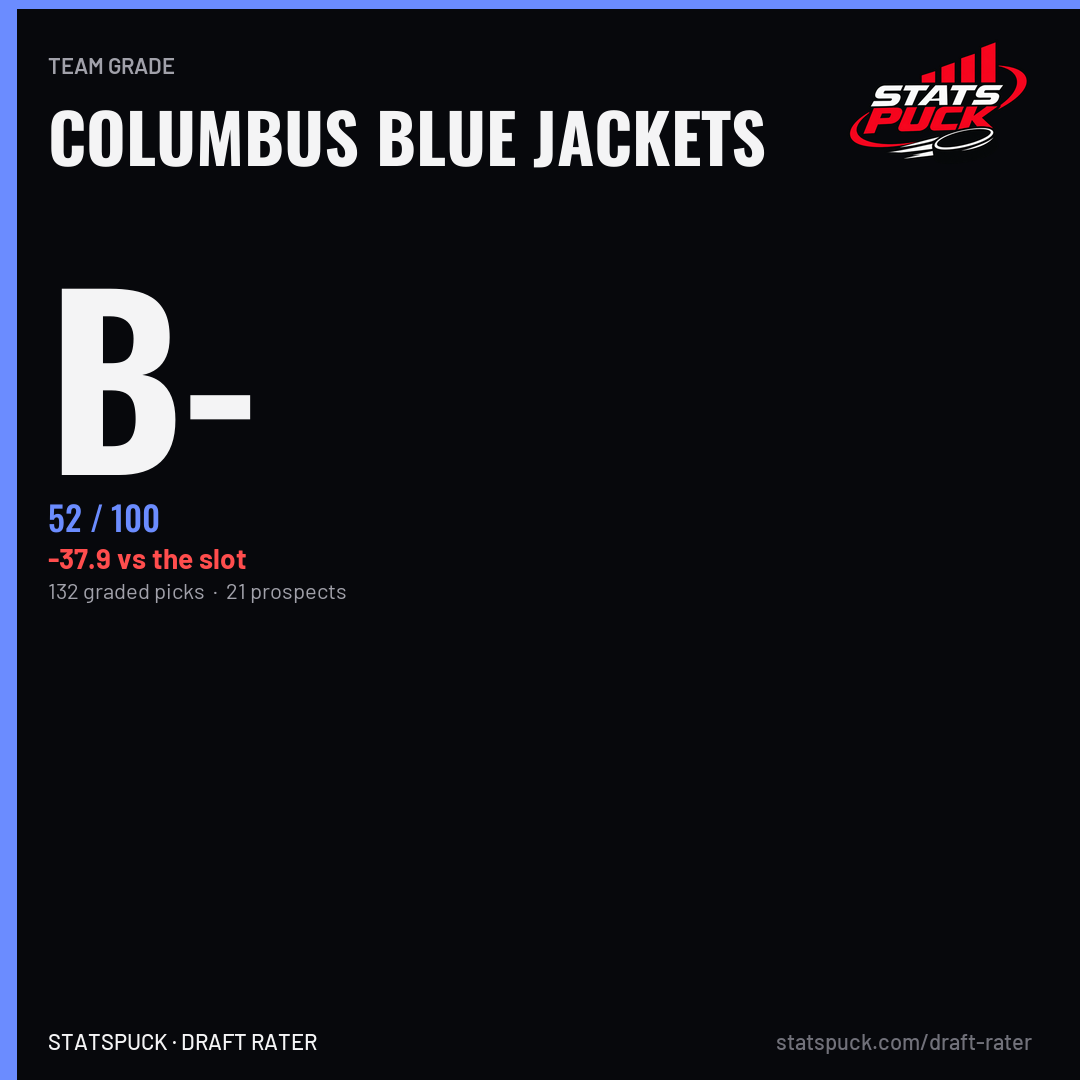 TEAM GRADE
COLUMBUS BLUE JACKETS
STATS
PUCK
B-
52 / 100
-37.9 vs the slot
132 graded picks · 21 prospects
STATSPUCK · DRAFT RATER
statspuck.com/draft-rater